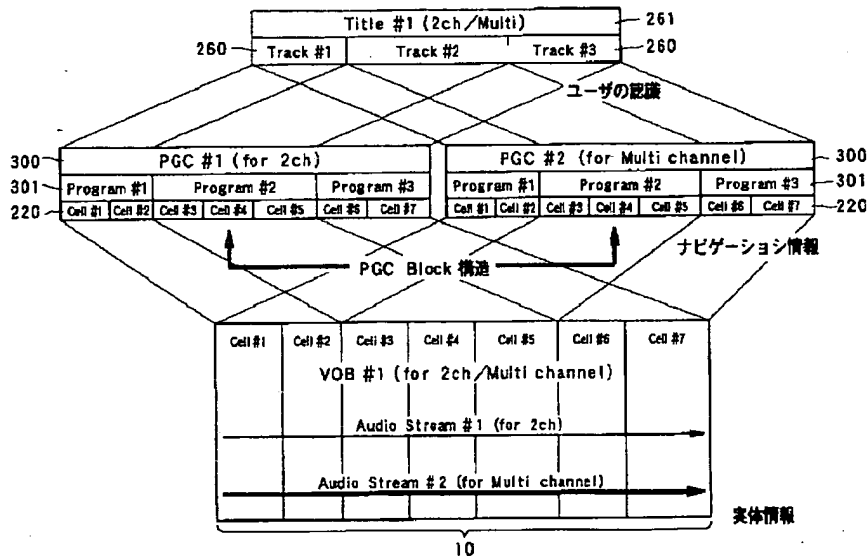 Title #1 (2ch/Multi)
261
260
Track #1
Track #2
Track #3
260
ユーザの認識
300
PGC #1 (for 2ch)
PGC #2 (for Multi channel)
300
301
Program #1
Program #2
Program #3
Program #1
Program #2
Program #3
301
220
Cell #1
Cell #2
Cell #3
Cell #4
Cell #5
Cell #6
Cell #7
Cell #1
Cell #2
Cell #3
Cell #4
Cell #5
Cell #6
Cell #7
220
ナビゲーション情報
PGC Block 構造
Cell #1
Cell #2
Cell #3
Cell #4
Cell #5
Cell #6
Cell #7
VOB #1 (for 2ch/Multi channel)
Audio Stream #1 (for 2ch)
Audio Stream #2 (for Multi channel)
実体情報
10